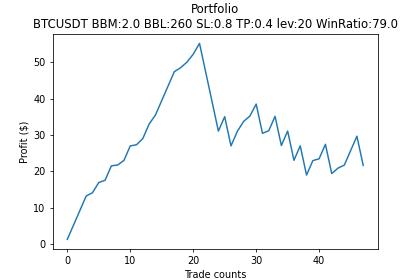 Portfolio
BTCUSDT BBM:2.0 BBL:260 SL:0.8 TP:0.4 lev:20 WinRatio:79.0
Profit ($)
50
40
30
20
10
0
0 10 20 30 40
Trade counts